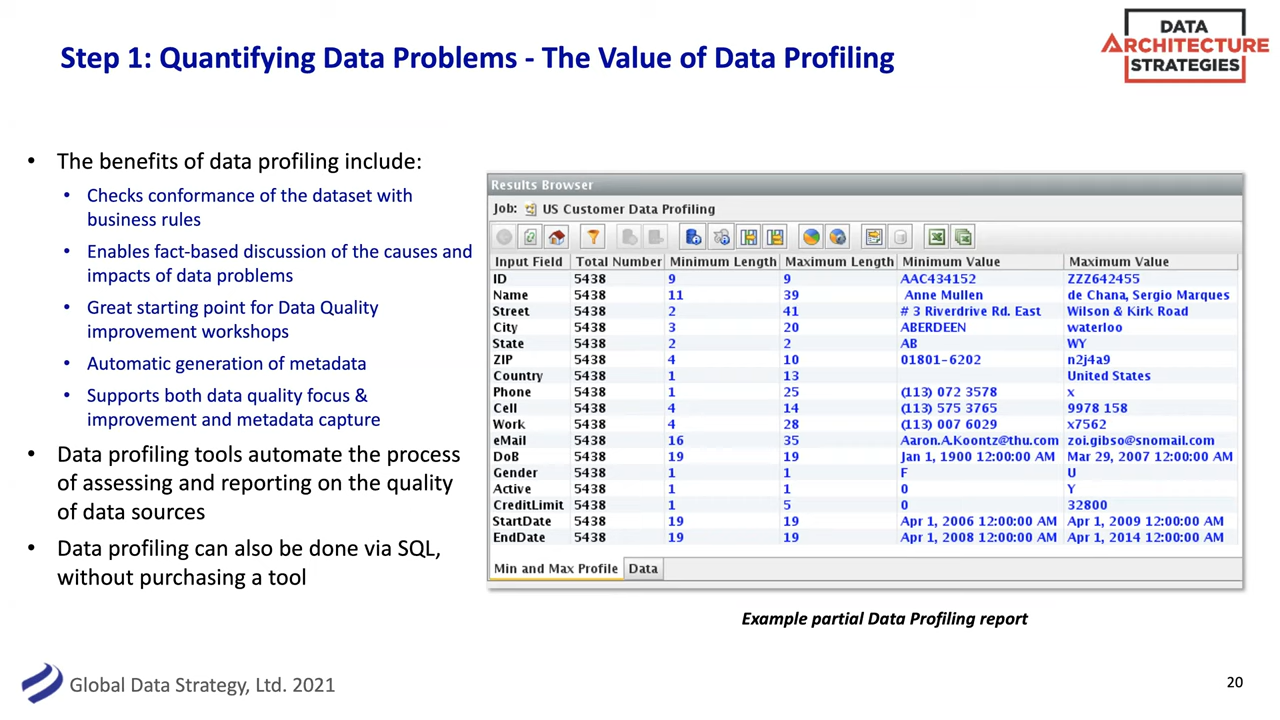 Step 1: Quantifying Data Problems - The Value of Data Profiling
DATA
ARCHITECTURE
STRATEGIES
• The benefits of data profiling include:
• Checks conformance of the dataset with
business rules
• Enables fact-based discussion of the causes and
impacts of data problems
• Great starting point for Data Quality
improvement workshops
• Automatic generation of metadata
• Supports both data quality focus &
improvement and metadata capture
• Data profiling tools automate the process
of assessing and reporting on the quality
of data sources
• Data profiling can also be done via SQL,
without purchasing a tool
Results Browser
Job: US Customer Data Profiling
Input Field Total Number Minimum Length Maximum Length Minimum Value Maximum Value
ID 5438 9 9 AAC434152 ZZZ642455
Name 5438 11 39 Anne Mullen de Chana, Sergio Marques
Street 5438 2 41 # 3 Riverdrive Rd. East Wilson & Kirk Road
City 5438 3 20 ABERDEEN waterloo
State 5438 2 2 AB WY
ZIP 5438 4 10 01801-6202 n2j4a9
Country 5438 1 13 United States
Phone 5438 1 25 (113) 072 3578 x
Cell 5438 4 14 (113) 575 3765 9978 158
Work 5438 4 28 (113) 007 6029 x7562
eMail 5438 16 35 Aaron.A.Koontz@thu.com zoi.gibso@snomail.com
DoB 5438 19 19 Jan 1, 1900 12:00:00 AM Mar 29, 2007 12:00:00 AM
Gender 5438 1 1 F U
Active 5438 1 1 0 Y
CreditLimit 5438 1 5 0 32800
StartDate 5438 19 19 Apr 1, 2006 12:00:00 AM Apr 1, 2009 12:00:00 AM
EndDate 5438 19 19 Apr 1, 2008 12:00:00 AM Apr 1, 2014 12:00:00 AM
Min and Max Profile Data
Example partial Data Profiling report
Global Data Strategy, Ltd. 2021
20